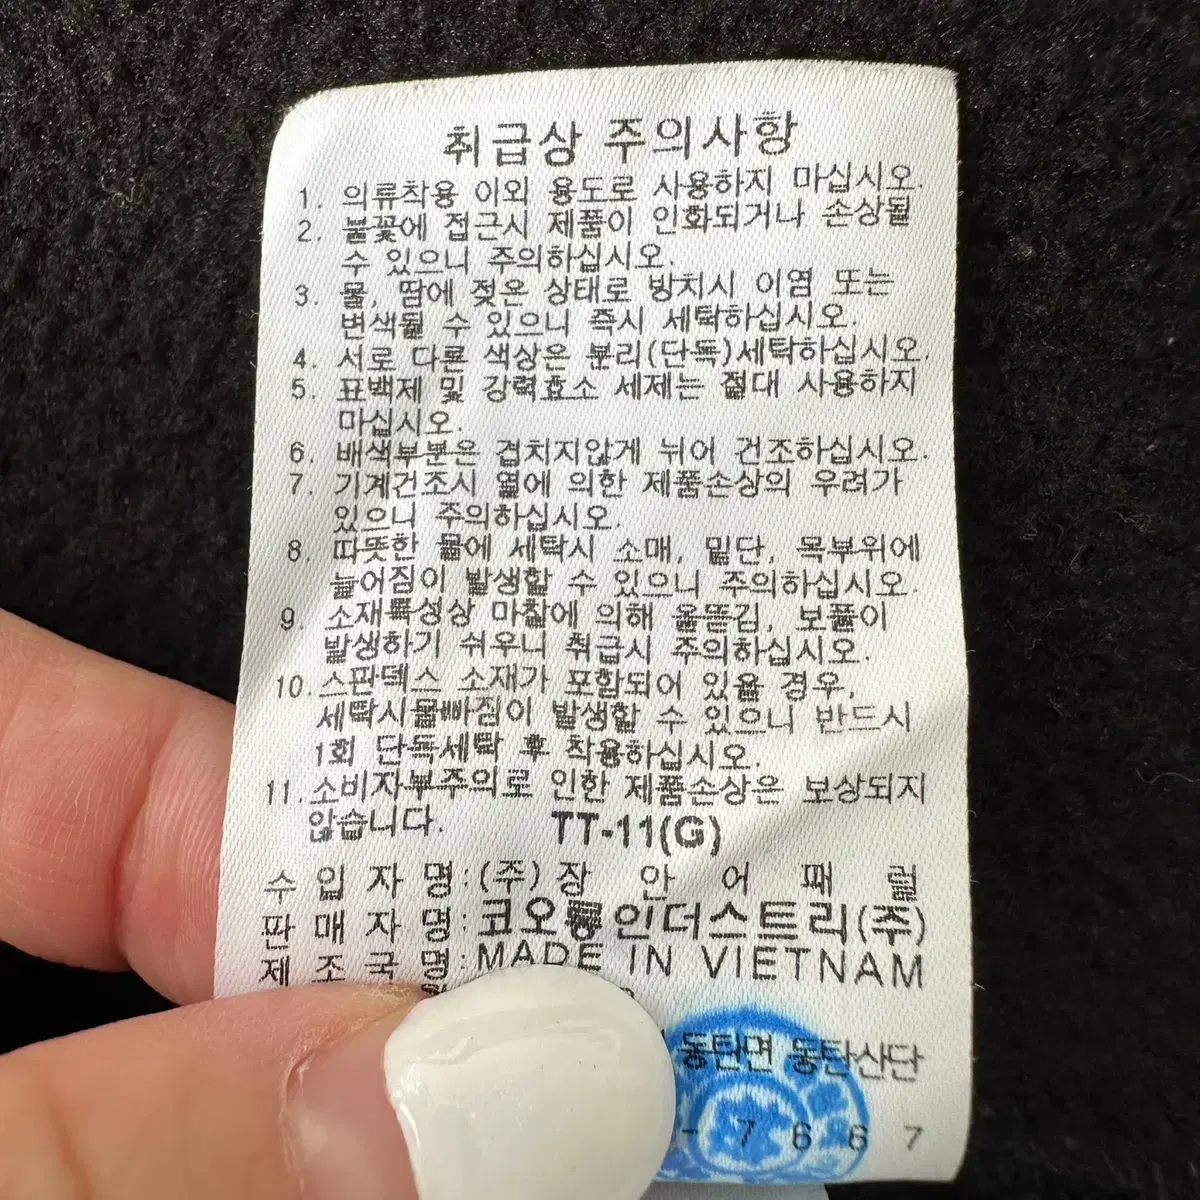 취급상 주의사항
1. 의류착용 이외 용도로 사용하지 마십시오.
2. 불꽃에 접근시 제품이 인화되거나 손상될
수 있으니 주의하십시오.
3. 물, 땀에 젖은 상태로 방치시 이염 또는
변색될 수 있으니 즉시 세탁하십시오.
4. 서로 다른 색상은 분리(단독)세탁하십시오.
5. 표백제 및 강력효소 세제는 절대 사용하지
마십시오.
6. 배색부분은 겹치지않게 뉘어 건조하십시오.
7. 기계건조시 열에 의한 제품손상의 우려가
있으니 주의하십시오.
8. 따뜻한 물에 세탁시 소매, 밑단, 목부위에
늘어짐이 발생할 수 있으니 주의하십시오.
9. 소재특성상 마찰에 의해 올뜯김, 보풀이
발생하기 쉬우니 취급시 주의하십시오.
10. 스판덱스 소재가 포함되어 있을 경우,
세탁시물빠짐이 발생할 수 있으니 반드시
1회 단독세탁 후 착용하십시오.
11. 소비자부주의로 인한 제품손상은 보상되지
않습니다. TT-11(G)
수입자명:(주)장안어패럴
판매자명:코오롱인더스트리(주)
제조국명:MADE IN VIETNAM
동탄면 동탄산단
-7667